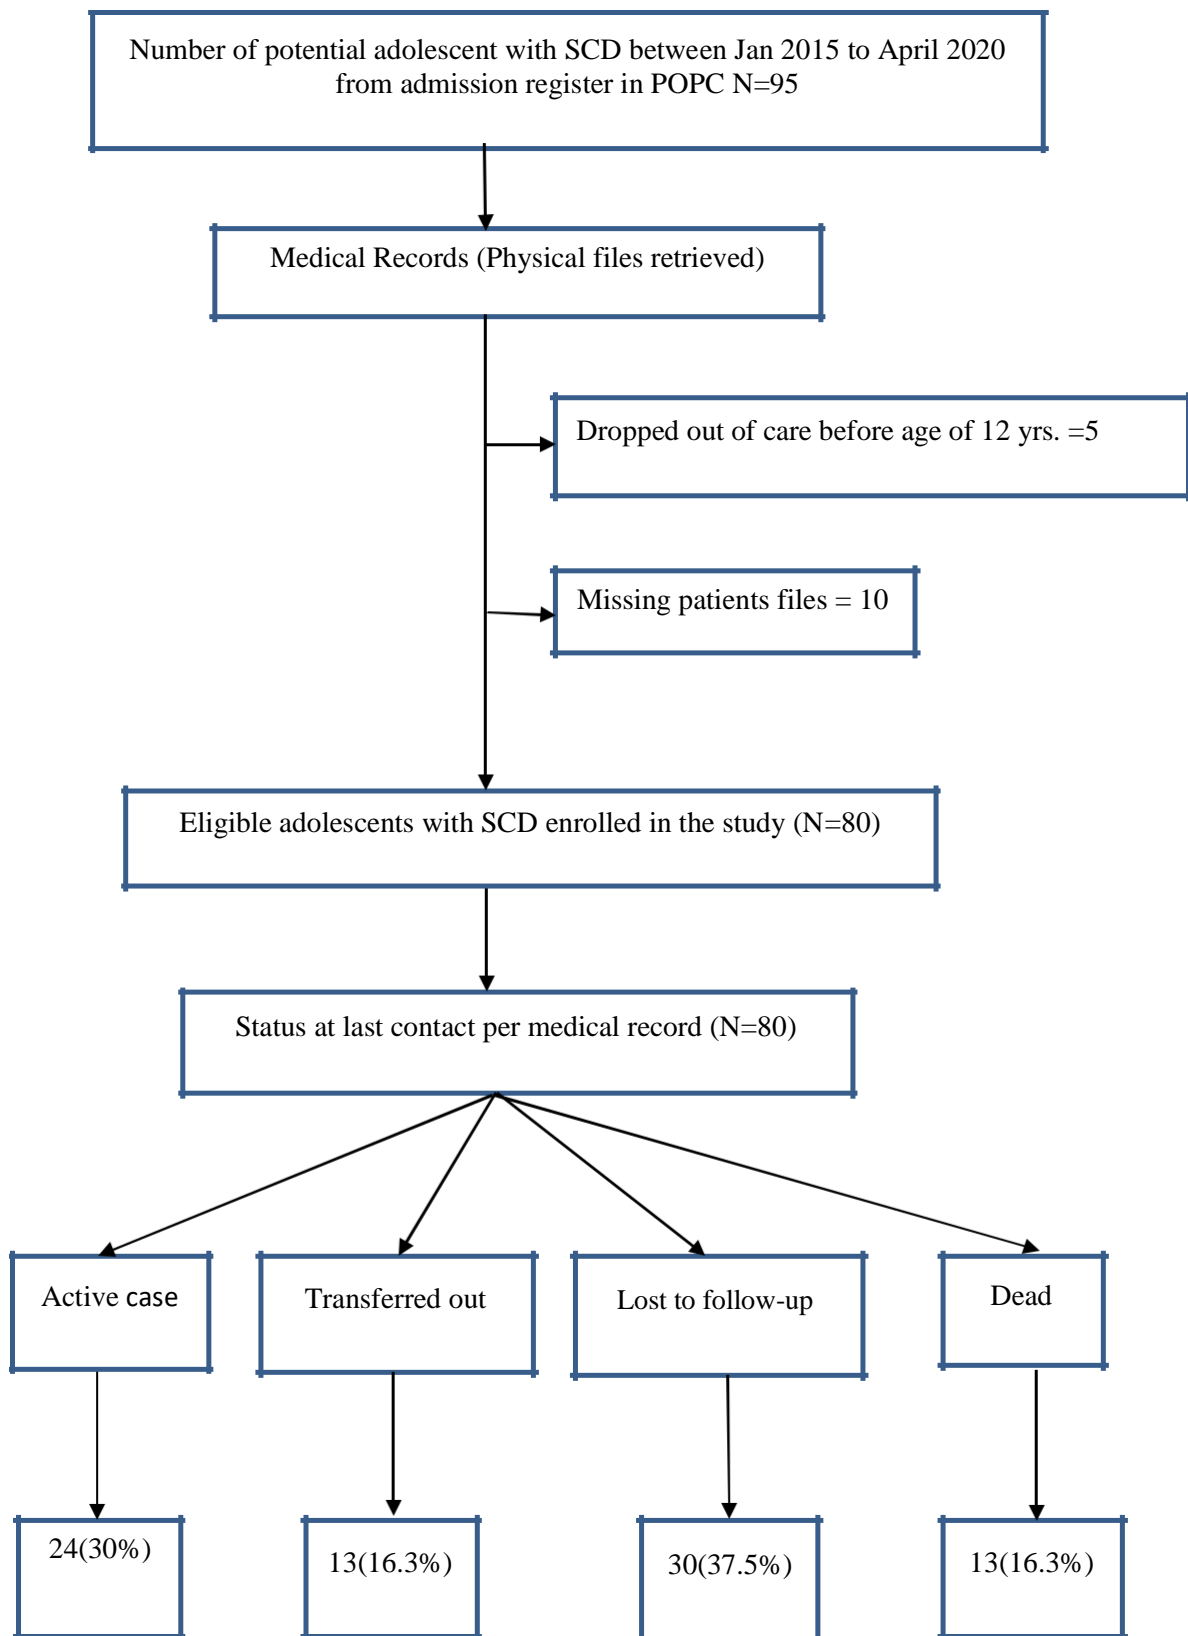 Number of potential adolescent with SCD between Jan 2015 to April 2020
from admission register in POPC N=95
Medical Records (Physical files retrieved)
Dropped out of care before age of 12 yrs. =5
Missing patients files = 10
Eligible adolescents with SCD enrolled in the study (N=80)
Status at last contact per medical record (N=80)
Active case
Transferred out
Lost to follow-up
Dead
24(30%)
13(16.3%)
30(37.5%)
13(16.3%)